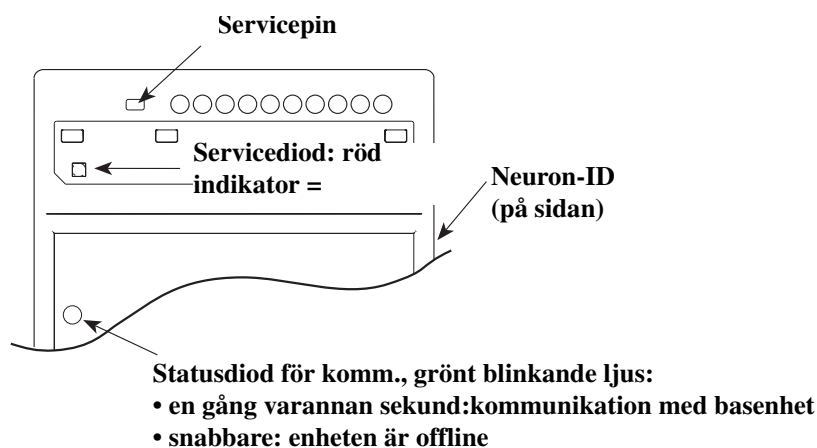 Servicepin
Servicediod: röd
indikator =
Neuron-ID
(på sidan)
Statusdiod för komm., grönt blinkande ljus:
• en gång varannan sekund:kommunikation med basenhet
• snabbare: enheten är offline